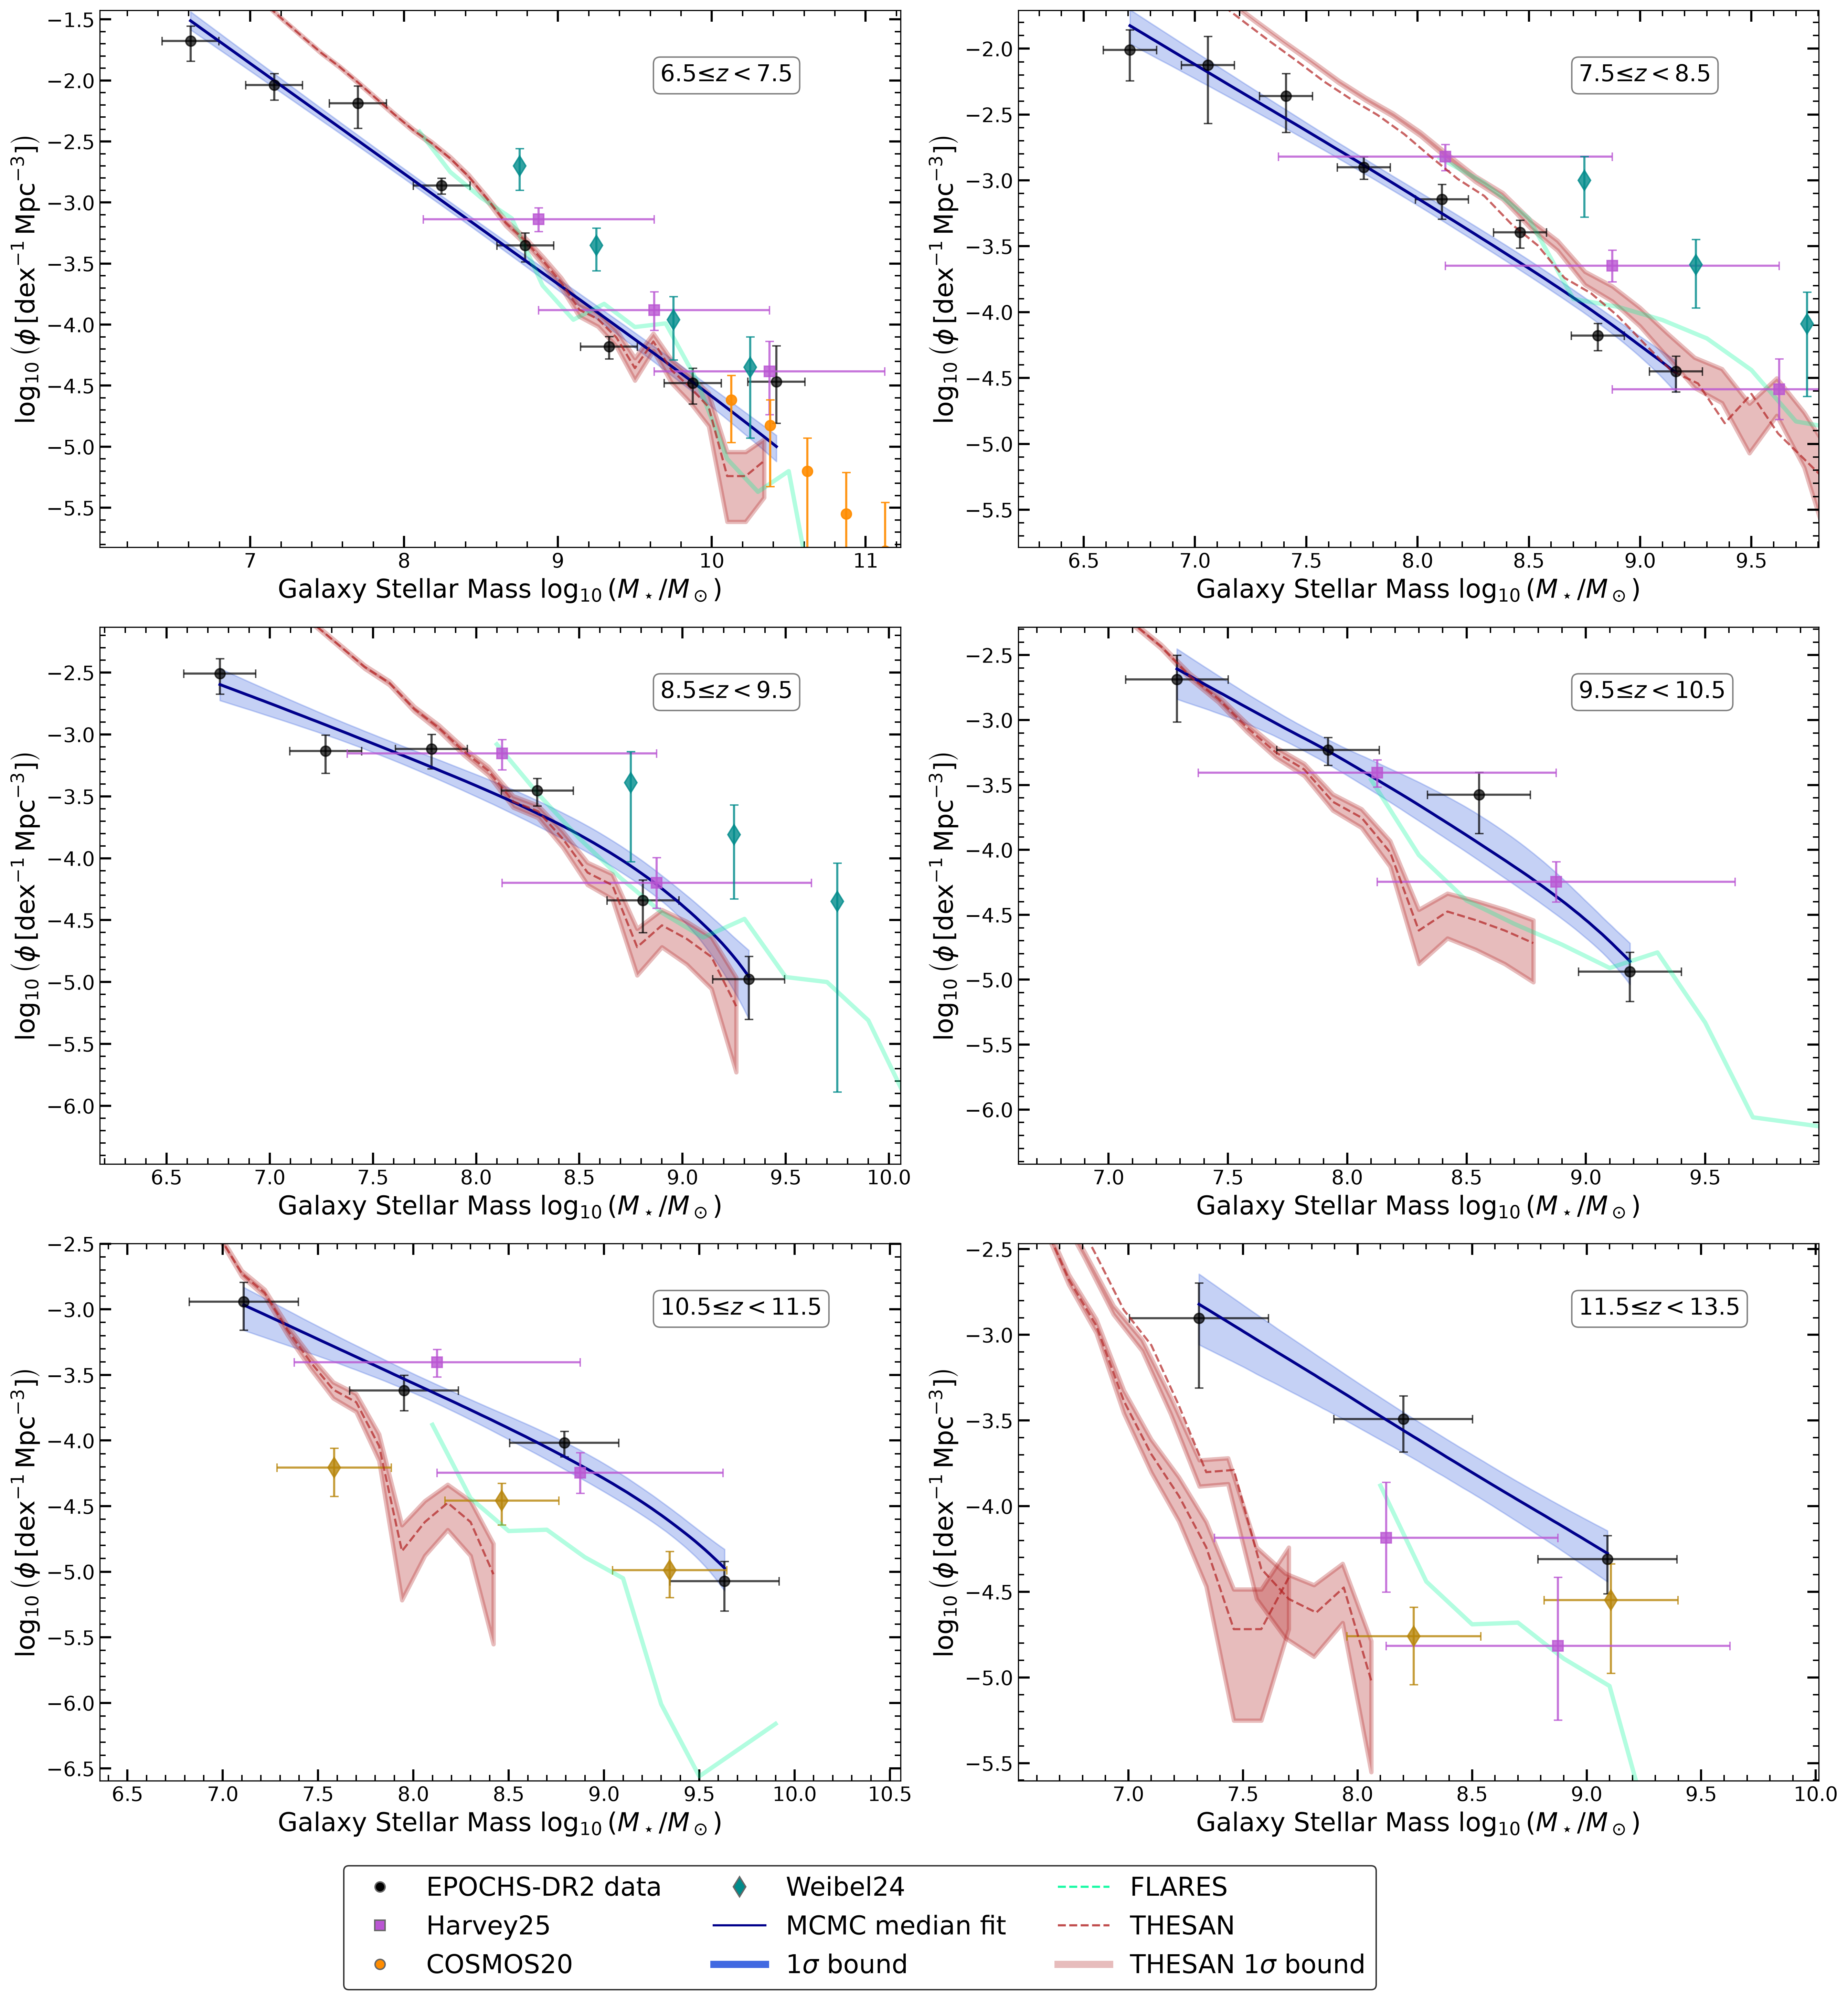 −1.5
−2.0
−2.5
−3.0
−3.5
−4.0
−4.5
−5.0
−5.5
log₁₀ (ϕ [dex⁻¹ Mpc⁻³])
6.5≤z < 7.5
7 8 9 10 11
Galaxy Stellar Mass log₁₀ (M⋆/M⊙)
−2.0
−2.5
−3.0
−3.5
−4.0
−4.5
−5.0
−5.5
log₁₀ (ϕ [dex⁻¹ Mpc⁻³])
7.5≤z < 8.5
6.5 7.0 7.5 8.0 8.5 9.0 9.5
Galaxy Stellar Mass log₁₀ (M⋆/M⊙)
−2.5
−3.0
−3.5
−4.0
−4.5
−5.0
−5.5
−6.0
log₁₀ (ϕ [dex⁻¹ Mpc⁻³])
8.5≤z < 9.5
6.5 7.0 7.5 8.0 8.5 9.0 9.5 10.0
Galaxy Stellar Mass log₁₀ (M⋆/M⊙)
−2.5
−3.0
−3.5
−4.0
−4.5
−5.0
−5.5
−6.0
log₁₀ (ϕ [dex⁻¹ Mpc⁻³])
9.5≤z < 10.5
7.0 7.5 8.0 8.5 9.0 9.5
Galaxy Stellar Mass log₁₀ (M⋆/M⊙)
−2.5
−3.0
−3.5
−4.0
−4.5
−5.0
−5.5
−6.0
−6.5
log₁₀ (ϕ [dex⁻¹ Mpc⁻³])
10.5≤z < 11.5
6.5 7.0 7.5 8.0 8.5 9.0 9.5 10.0 10.5
Galaxy Stellar Mass log₁₀ (M⋆/M⊙)
−2.5
−3.0
−3.5
−4.0
−4.5
−5.0
−5.5
log₁₀ (ϕ [dex⁻¹ Mpc⁻³])
11.5≤z < 13.5
7.0 7.5 8.0 8.5 9.0 9.5 10.0
Galaxy Stellar Mass log₁₀ (M⋆/M⊙)
EPOCHS-DR2 data
Harvey25
COSMOS20
Weibel24
MCMC median fit
1σ bound
FLARES
THESAN
THESAN 1σ bound